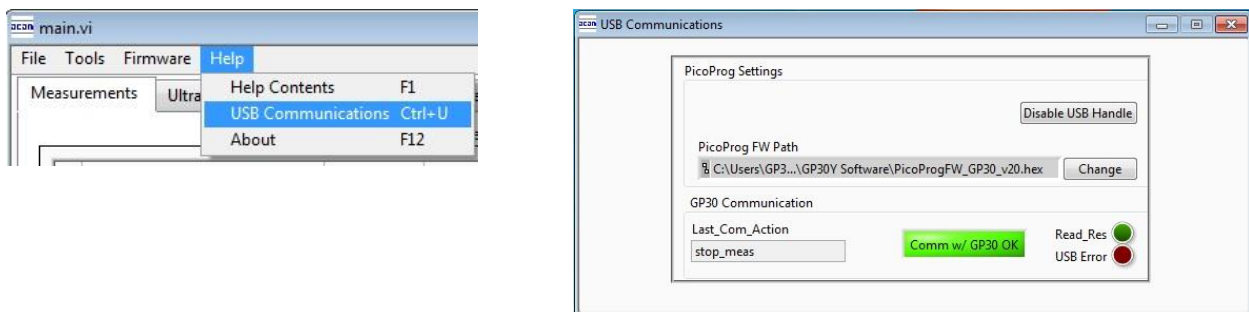 acam main.vi
File Tools Firmware Help
Measurements Ultra
Help Contents F1
USB Communications Ctrl+U
About F12
acam USB Communications
PicoProg Settings
Disable USB Handle
PicoProg FW Path
C:\Users\GP3...\GP30Y Software\PicoProgFW_GP30_v20.hex Change
GP30 Communication
Last_Com_Action
stop_meas
Comm w/ GP30 OK
Read_Res
USB Error